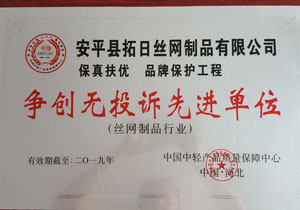 安平县拓日丝网制品有限公司
保真扶优 品牌保护工程
争创无投诉先进单位
(丝网制品行业)
有效期截至:二〇一九年
中国中轻产品质量保障中心
中国·河北